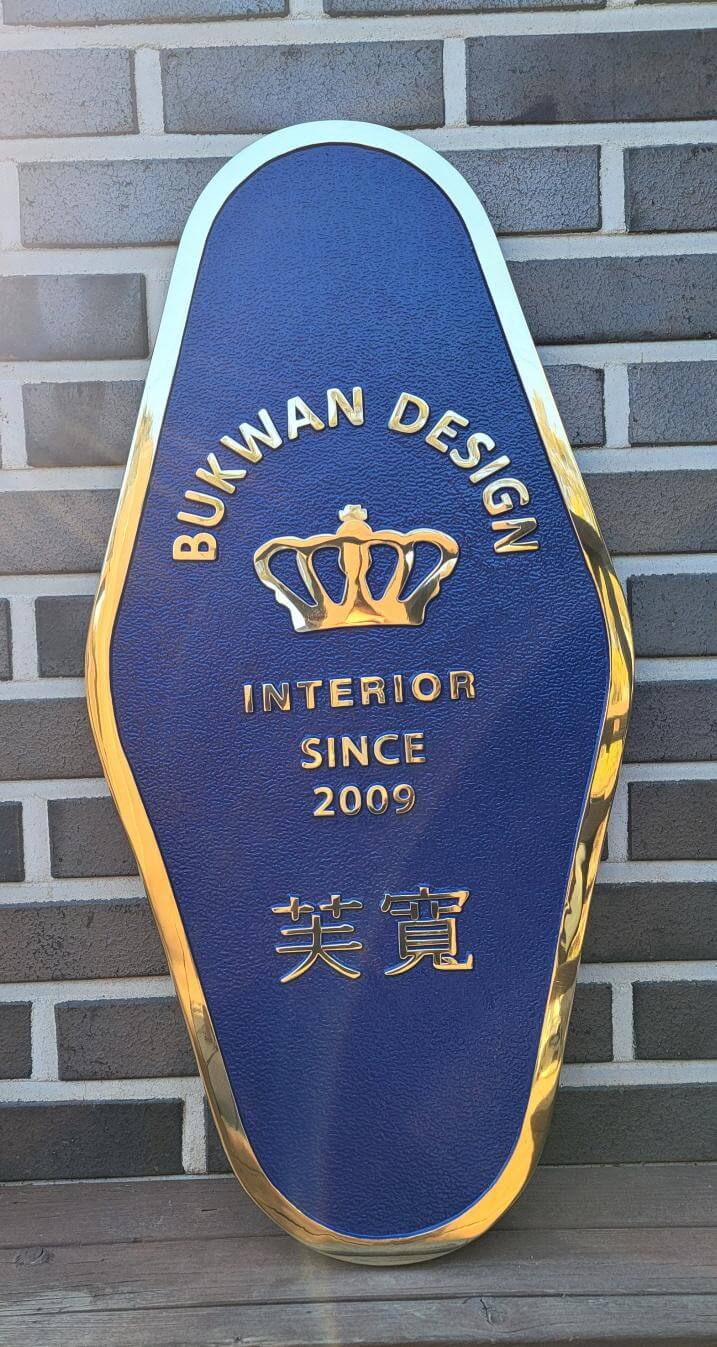 BUKWAN DESIGN
INTERIOR
SINCE
2009
芙寬